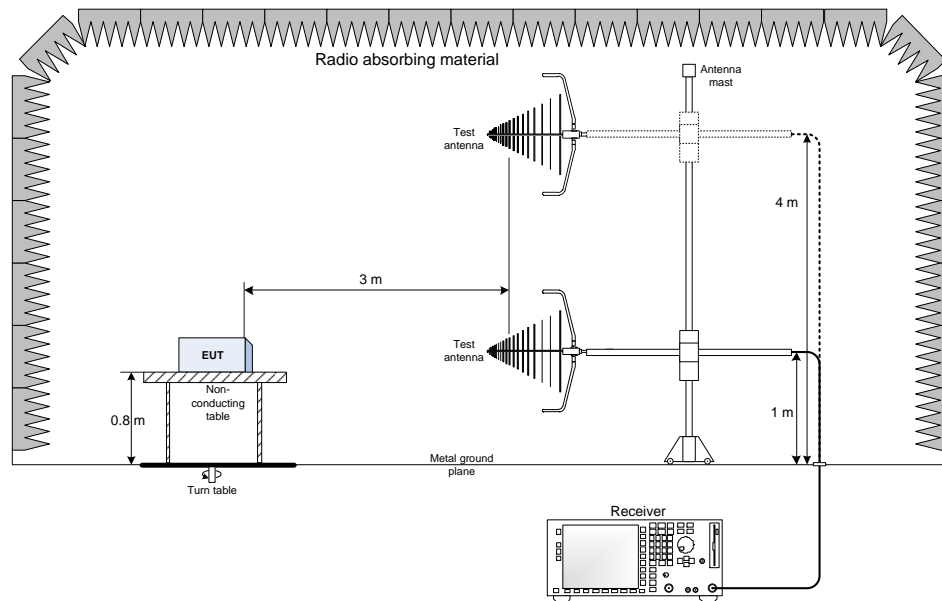 Radio absorbing material
Antenna
mast
Test
antenna
4 m
3 m
Test
antenna
EUT
Non-
conducting
table
0.8 m
1 m
Metal ground
plane
Turn table
Receiver